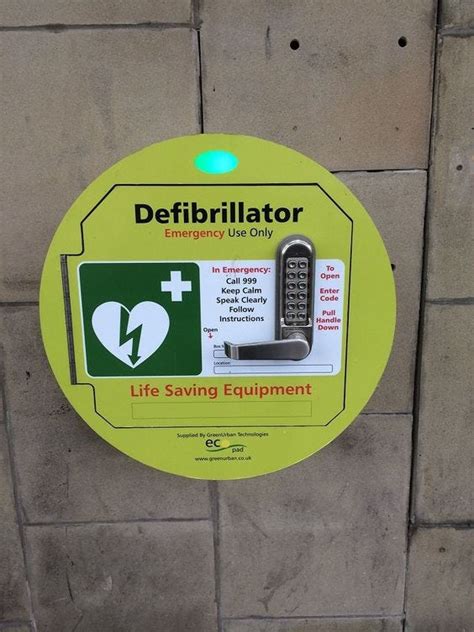 Defibrillator
Emergency Use Only
In Emergency:
Call 999
Keep Calm
Speak Clearly
Follow
Instructions
To
Open
Enter
Code
Pull
Handle
Down
Open
Location:
Life Saving Equipment
Supplied By GreenUrban Technologies
eco
pad
www.greenurban.co.uk